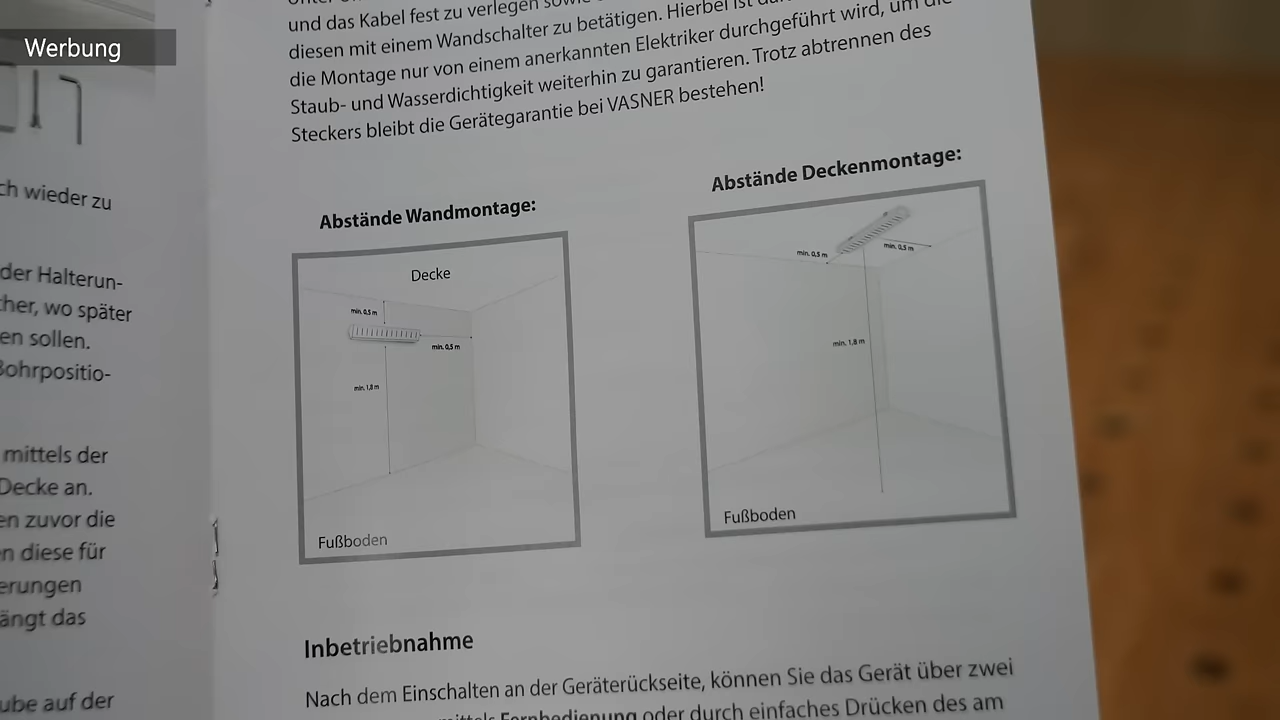 Werbung
ch wieder zu
der Halterun-
her, wo später
en sollen.
Bohrpositio-
mittels der
Decke an.
en zuvor die
n diese für
erungen
ängt das
ube auf der
und das Kabel fest zu verlegen sowie
diesen mit einem Wandschalter zu betätigen. Hierbei ist
die Montage nur von einem anerkannten Elektriker durchgeführt wird, um die
Staub- und Wasserdichtigkeit weiterhin zu garantieren. Trotz abtrennen des
Steckers bleibt die Gerätegarantie bei VASNER bestehen!
Abstände Wandmontage:
Decke
min. 0,5 m
min. 0,5 m
min. 1,8 m
Fußboden
Abstände Deckenmontage:
min. 0,5 m
min. 0,5 m
min. 1,8 m
Fußboden
Inbetriebnahme
Nach dem Einschalten an der Geräterückseite, können Sie das Gerät über zwei
mittels Fernbedienung oder durch einfaches Drücken des am